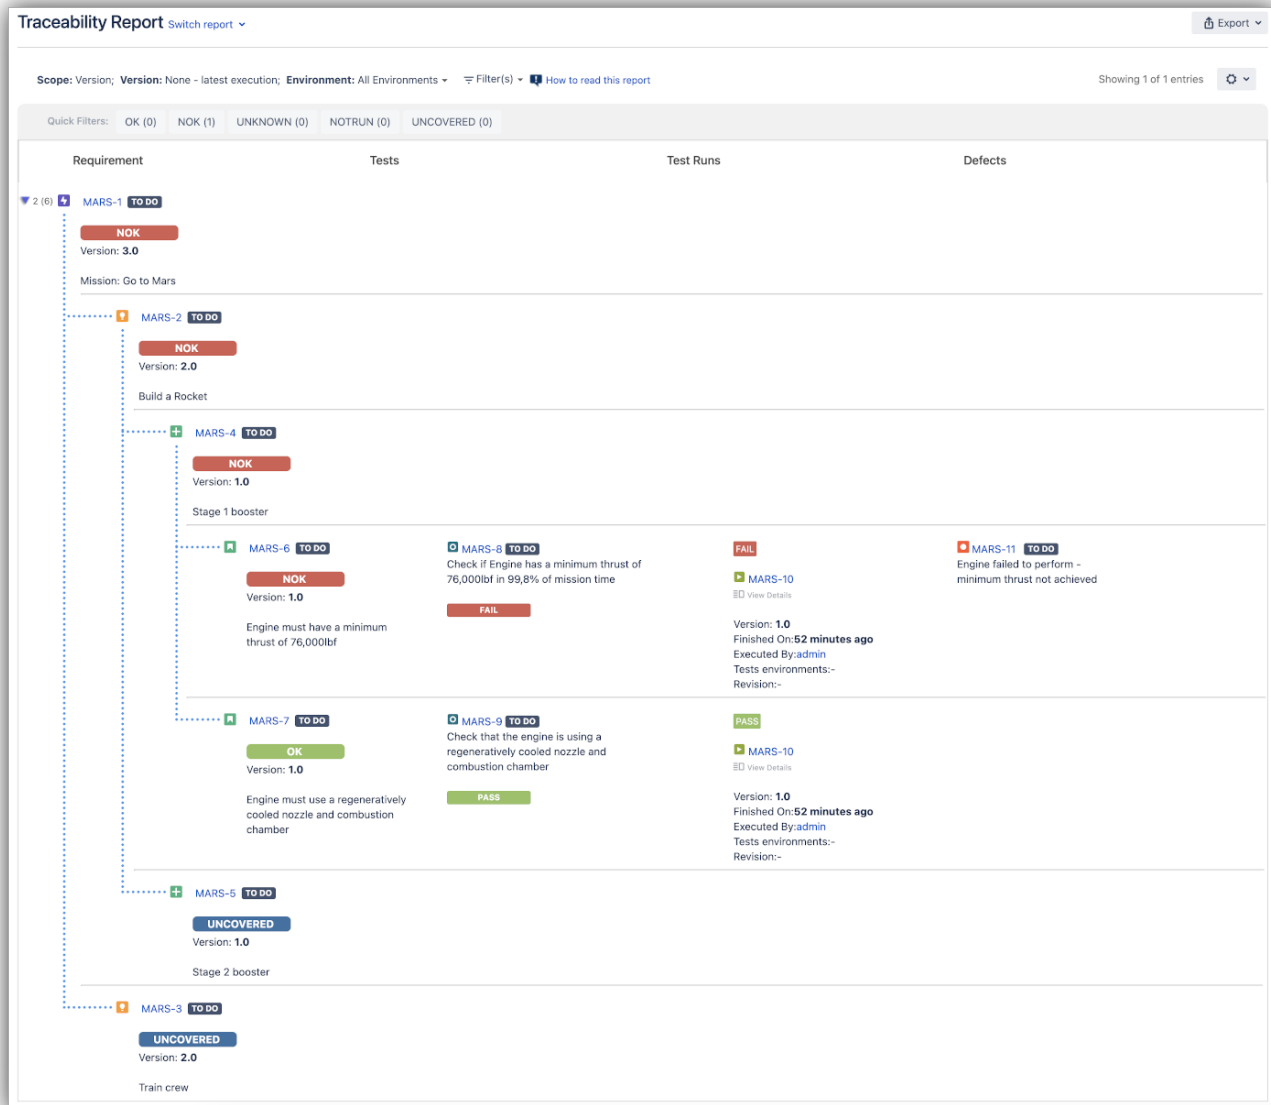 Traceability Report Switch report
Export
Scope: Version; Version: None - latest execution; Environment: All Environments Filter(s) How to read this report
Showing 1 of 1 entries
Quick Filters: OK (0) NOK (1) UNKNOWN (0) NOTRUN (0) UNCOVERED (0)
Requirement Tests Test Runs Defects
2 (6) MARS-1 TO DO
NOK
Version: 3.0
Mission: Go to Mars
MARS-2 TO DO
NOK
Version: 2.0
Build a Rocket
MARS-4 TO DO
NOK
Version: 1.0
Stage 1 booster
MARS-6 TO DO
NOK
Version: 1.0
Engine must have a minimum
thrust of 76,000lbf
MARS-8 TO DO
Check if Engine has a minimum thrust of
76,000lbf in 99,8% of mission time
FAIL
FAIL
MARS-10
View Details
Version: 1.0
Finished On:52 minutes ago
Executed By:admin
Tests environments:-
Revision:-
MARS-11 TO DO
Engine failed to perform -
minimum thrust not achieved
MARS-7 TO DO
OK
Version: 1.0
Engine must use a regeneratively
cooled nozzle and combustion
chamber
MARS-9 TO DO
Check that the engine is using a
regeneratively cooled nozzle and
combustion chamber
PASS
PASS
MARS-10
View Details
Version: 1.0
Finished On:52 minutes ago
Executed By:admin
Tests environments:-
Revision:-
MARS-5 TO DO
UNCOVERED
Version: 1.0
Stage 2 booster
MARS-3 TO DO
UNCOVERED
Version: 2.0
Train crew